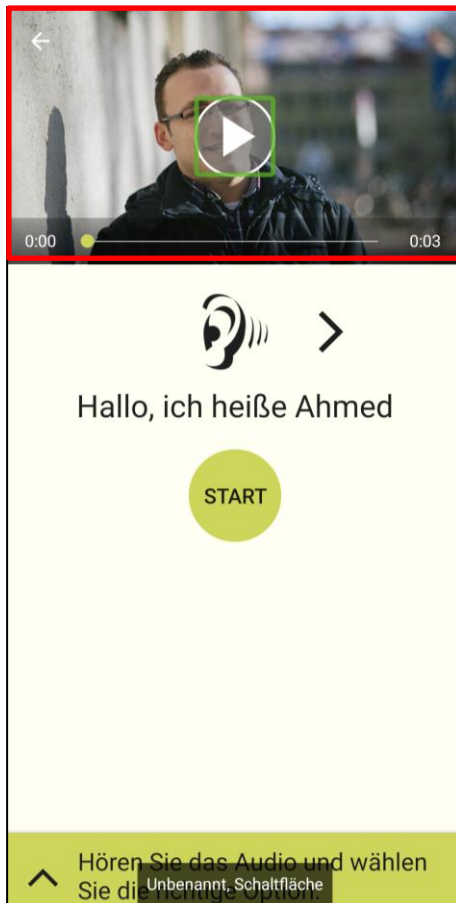 0:00 0:03
Hallo, ich heiße Ahmed
START
Hören Sie das Audio und wählen
Sie die richtige Option.
Unbenannt, Schaltfläche